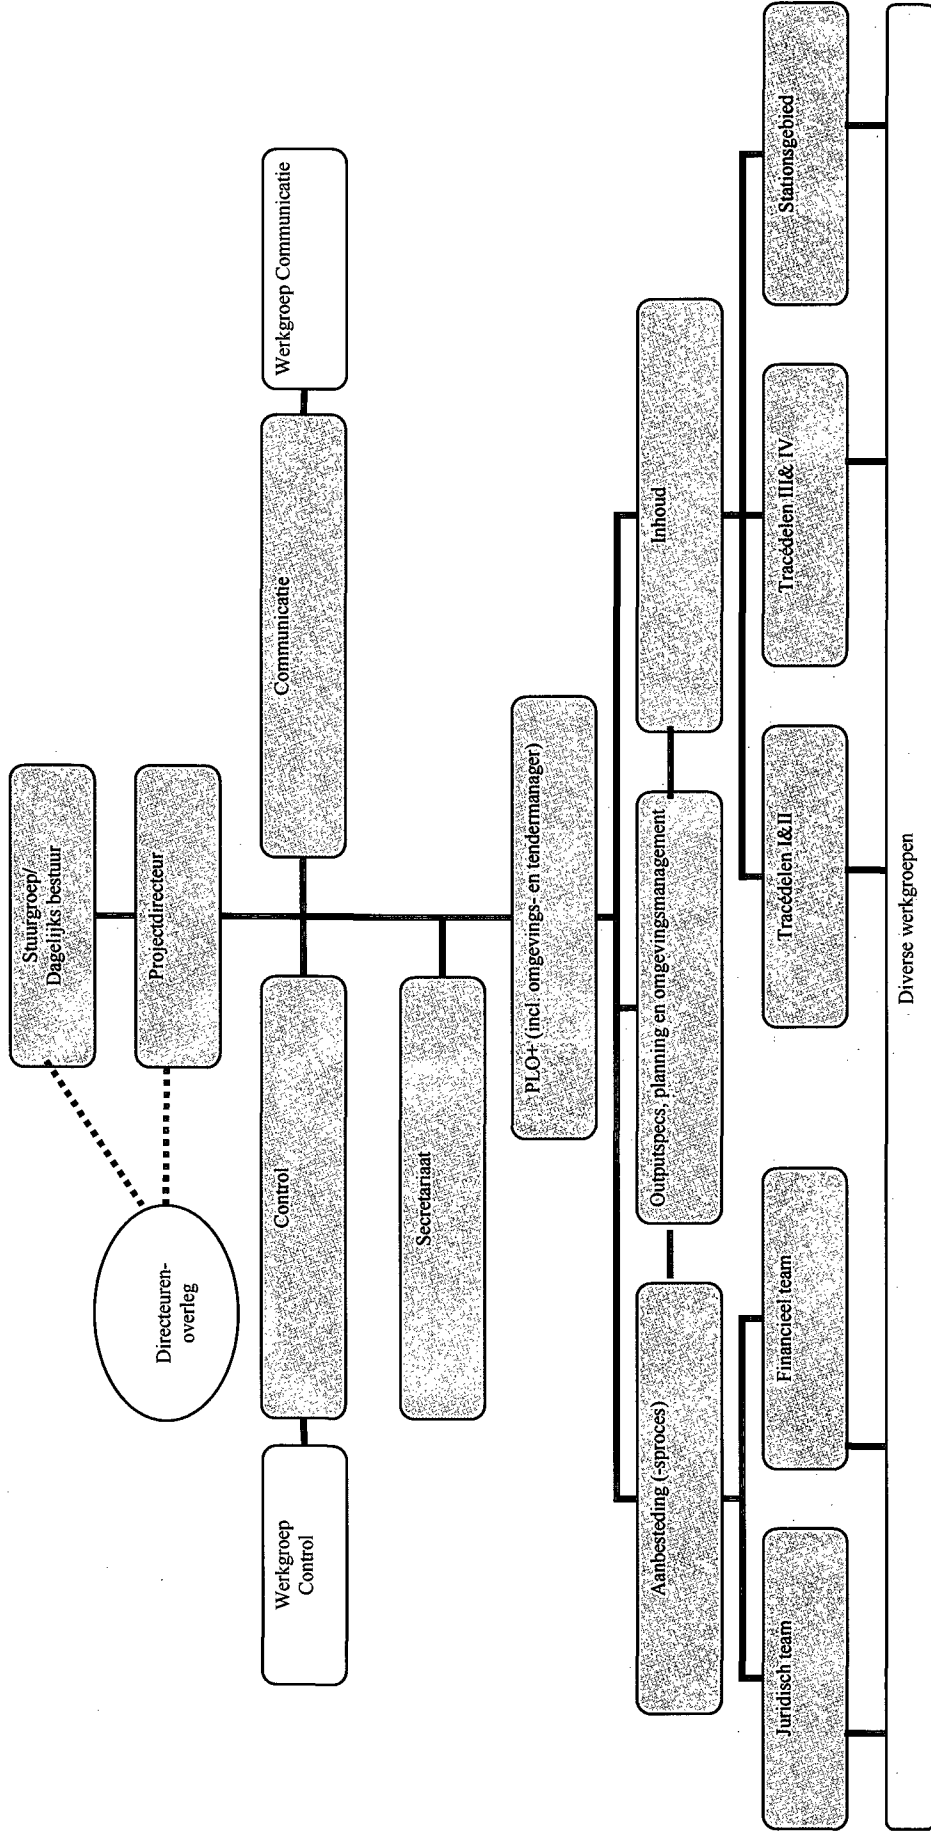 Stuurgroep/
Dagelijks bestuur
Directeuren-
overleg
Projectdirecteur
Werkgroep
Control
Control
Communicatie
Werkgroep Communicatie
Secretariaat
PLO+ (incl. omgevings- en tendermanager)
Aanbesteding (-sproces)
Outputspecs, planning en omgevingsmanagement
Inhoud
Juridisch team
Financieel team
Tracédelen I&II
Tracédelen III& IV
Stationsgebied
Diverse werkgroepen